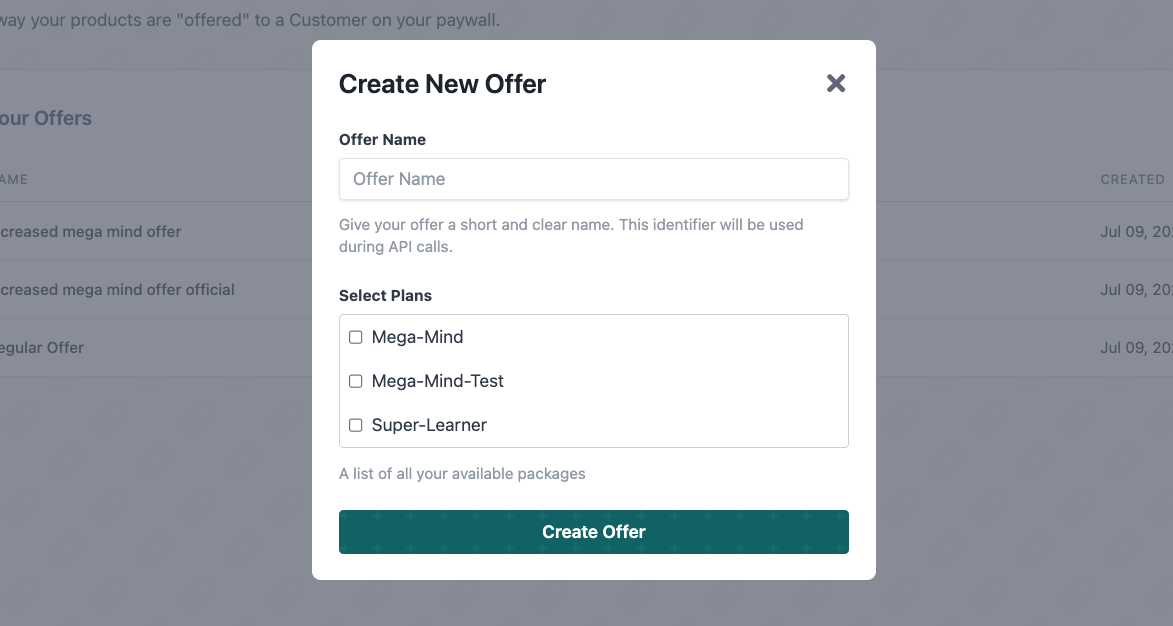 way your products are "offered" to a Customer on your paywall.
Create New Offer
Offer Name
our Offers
Offer Name
AME
CREATED
Give your offer a short and clear name. This identifier will be used
during API calls.
creased mega mind offer
Jul 09, 20
creased mega mind offer official
Jul 09, 20
Select Plans
Mega-Mind
egular Offer
Jul 09, 20
Mega-Mind-Test
Super-Learner
A list of all your available packages
Create Offer